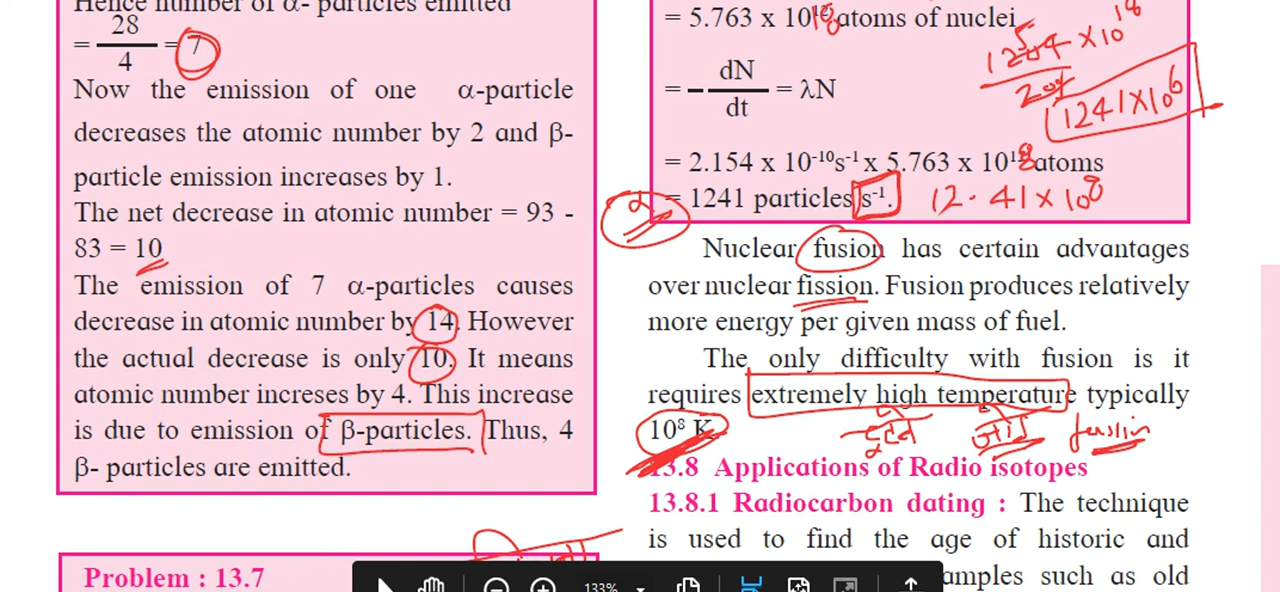 Hence number of α- particles emitted
= 28/4 = 7
Now the emission of one α-particle
decreases the atomic number by 2 and β-
particle emission increases by 1.
The net decrease in atomic number = 93 -
83 = 10
The emission of 7 α-particles causes
decrease in atomic number by 14. However
the actual decrease is only 10. It means
atomic number increses by 4. This increase
is due to emission of β-particles. Thus, 4
β- particles are emitted.
Problem : 13.7
= 5.763 x 10¹⁸ atoms of nuclei
= - dN/dt = λN
1241×10⁶
= 2.154 x 10⁻¹⁰s⁻¹ x 5.763 x 10¹⁸ atoms
= 1241 particles s⁻¹. 12.41×10⁸
Nuclear fusion has certain advantages
over nuclear fission. Fusion produces relatively
more energy per given mass of fuel.
The only difficulty with fusion is it
requires extremely high temperature typically
10⁸ K
fusion
13.8 Applications of Radio isotopes
13.8.1 Radiocarbon dating : The technique
is used to find the age of historic and
amples such as old
133%